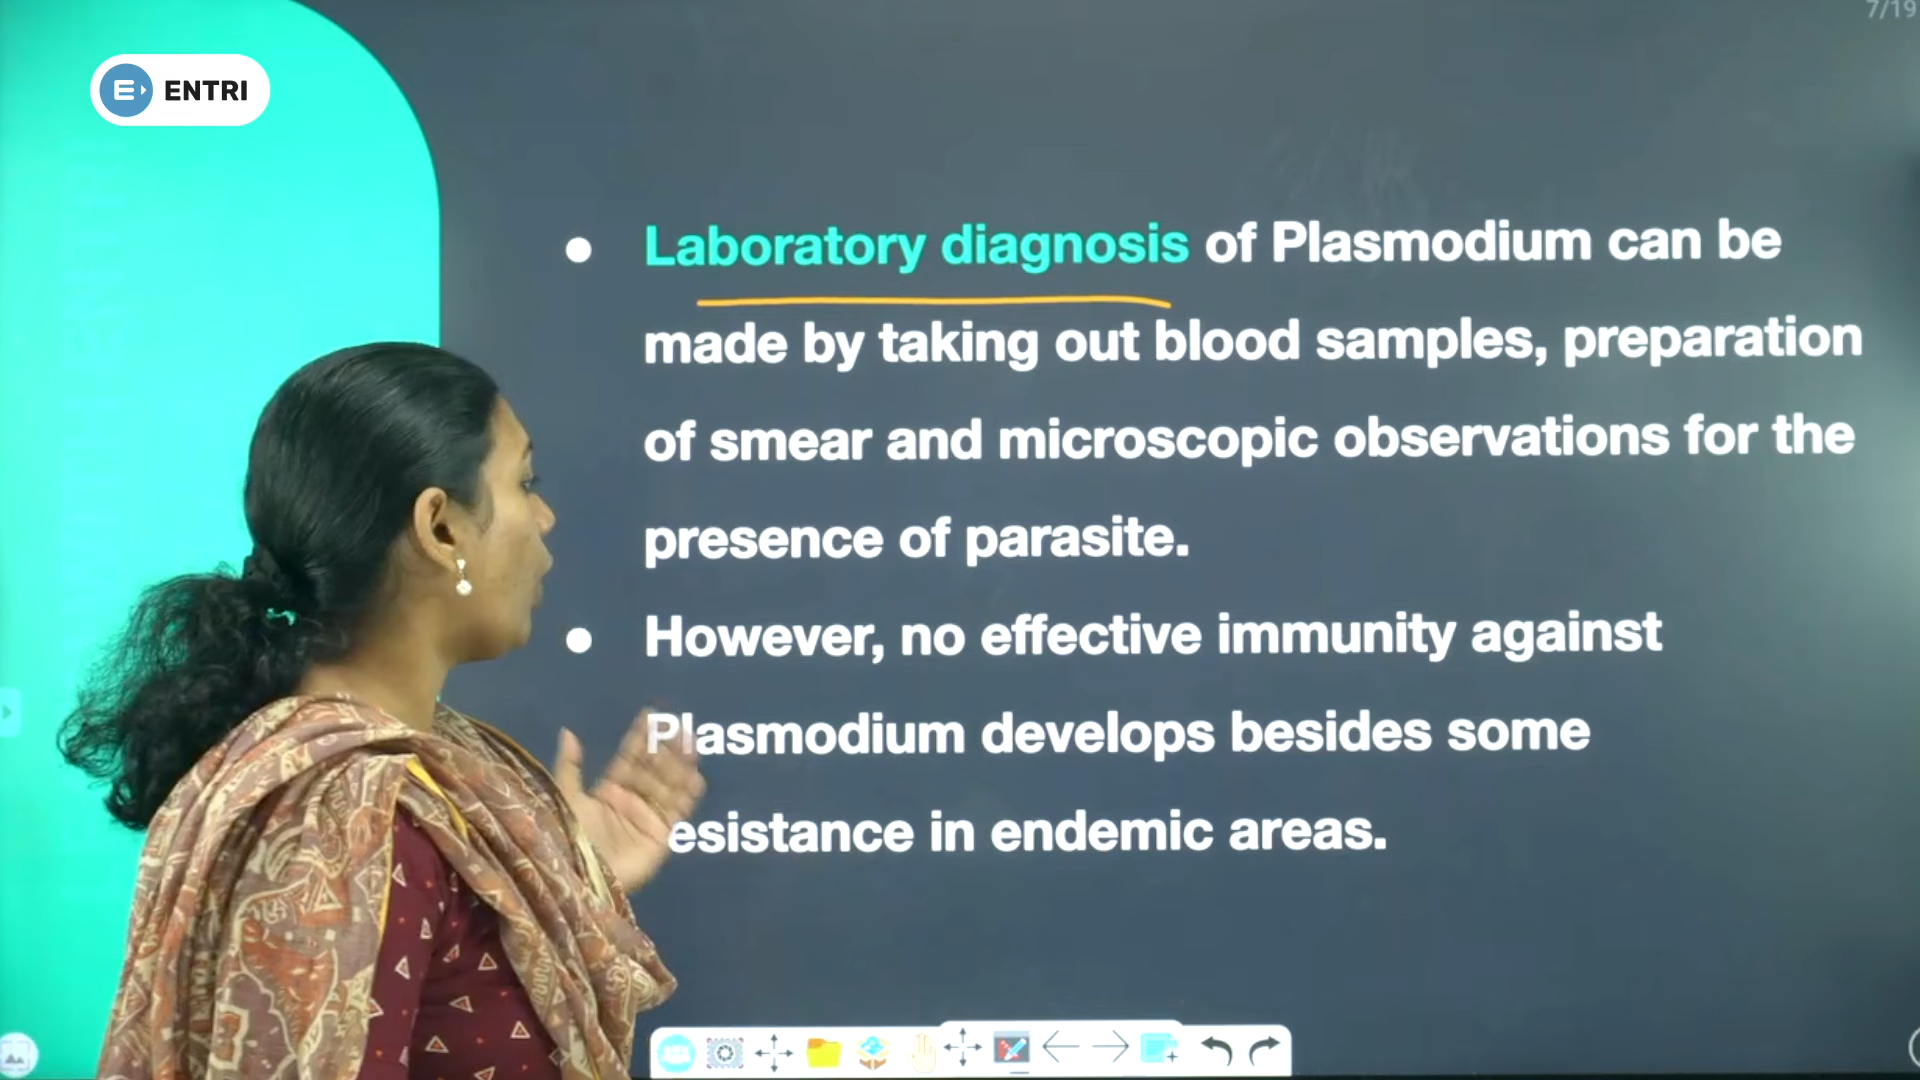 7/19
ENTRI
Laboratory diagnosis of Plasmodium can be
made by taking out blood samples, preparation
of smear and microscopic observations for the
presence of parasite.
However, no effective immunity against
Plasmodium develops besides some
esistance in endemic areas.